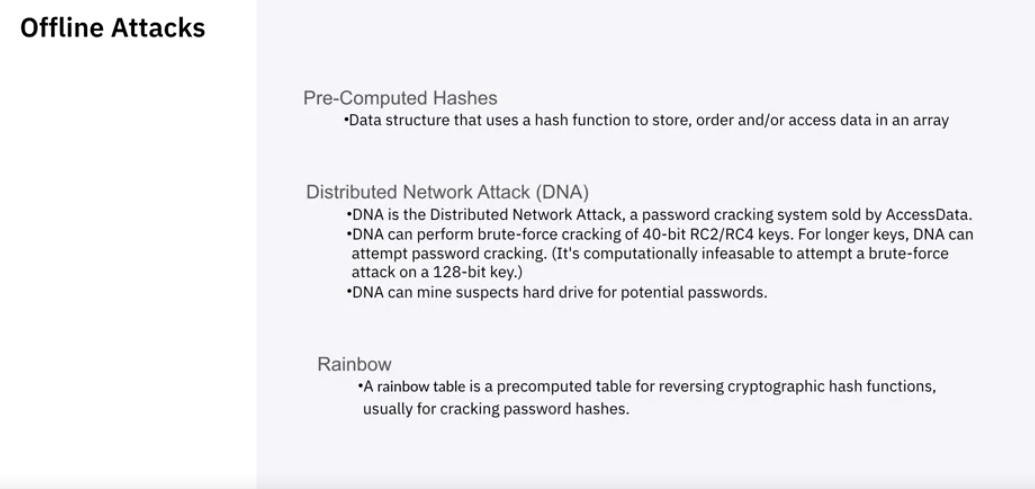 Offline Attacks
Pre-Computed Hashes
•Data structure that uses a hash function to store, order and/or access data in an array
Distributed Network Attack (DNA)
•DNA is the Distributed Network Attack, a password cracking system sold by AccessData.
•DNA can perform brute-force cracking of 40-bit RC2/RC4 keys. For longer keys, DNA can
attempt password cracking. (It's computationally infeasable to attempt a brute-force
attack on a 128-bit key.)
•DNA can mine suspects hard drive for potential passwords.
Rainbow
•A rainbow table is a precomputed table for reversing cryptographic hash functions,
usually for cracking password hashes.